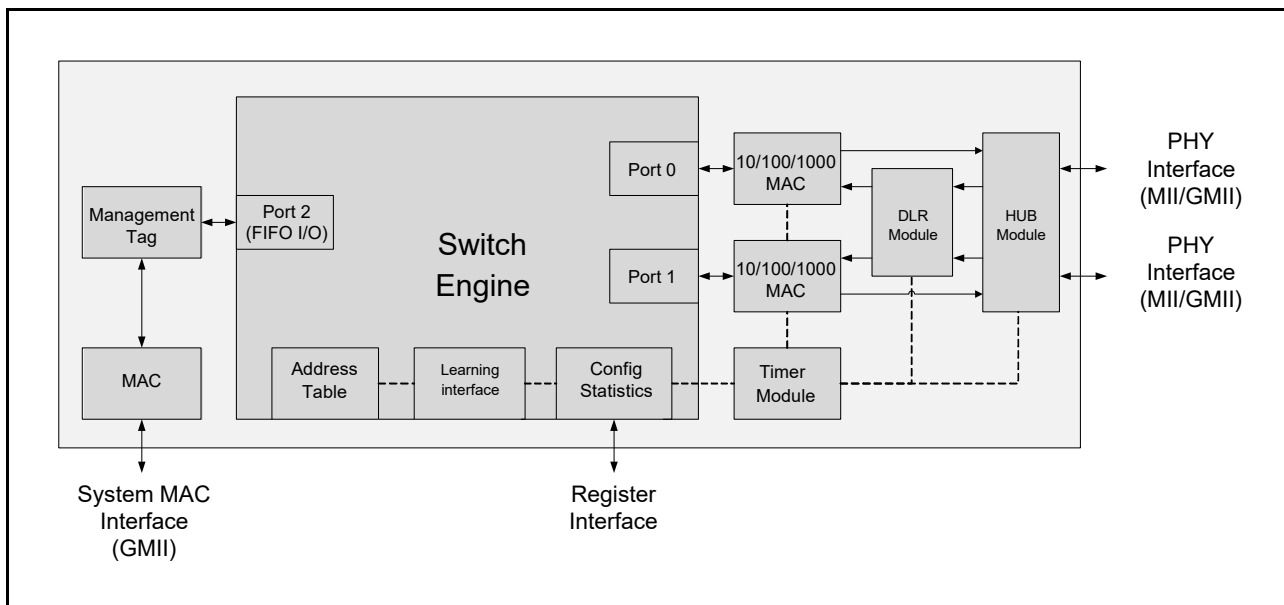 Management
Tag
MAC
System MAC
Interface
(GMII)
Port 2
(FIFO I/O)
Switch
Engine
Port 0
Port 1
Address
Table
Learning
interface
Config
Statistics
Register
Interface
10/100/1000
MAC
10/100/1000
MAC
Timer
Module
DLR
Module
HUB
Module
PHY
Interface
(MII/GMII)
PHY
Interface
(MII/GMII)